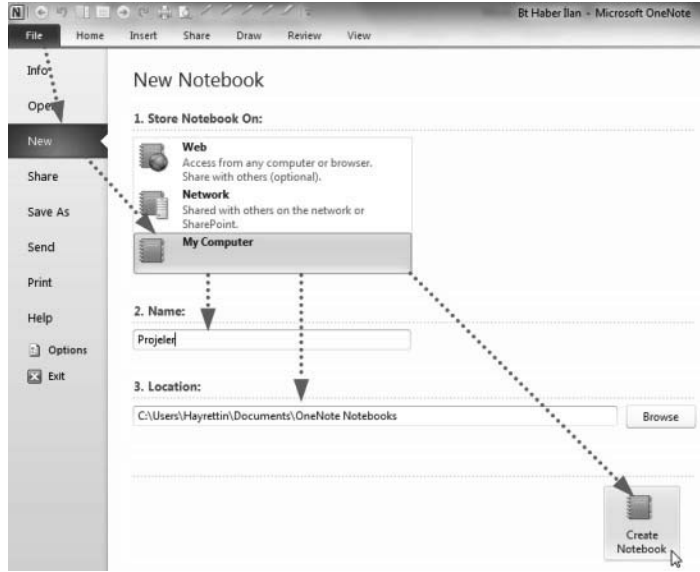 Bt Haber Ilan - Microsoft OneNote
File Home Insert Share Draw Review View
Info
Open
New
Share
Save As
Send
Print
Help
Options
Exit
New Notebook
1. Store Notebook On:
Web
Access from any computer or browser.
Share with others (optional).
Network
Shared with others on the network or
SharePoint.
My Computer
2. Name:
Projeler
3. Location:
C:\Users\Hayrettin\Documents\OneNote Notebooks
Browse
Create
Notebook